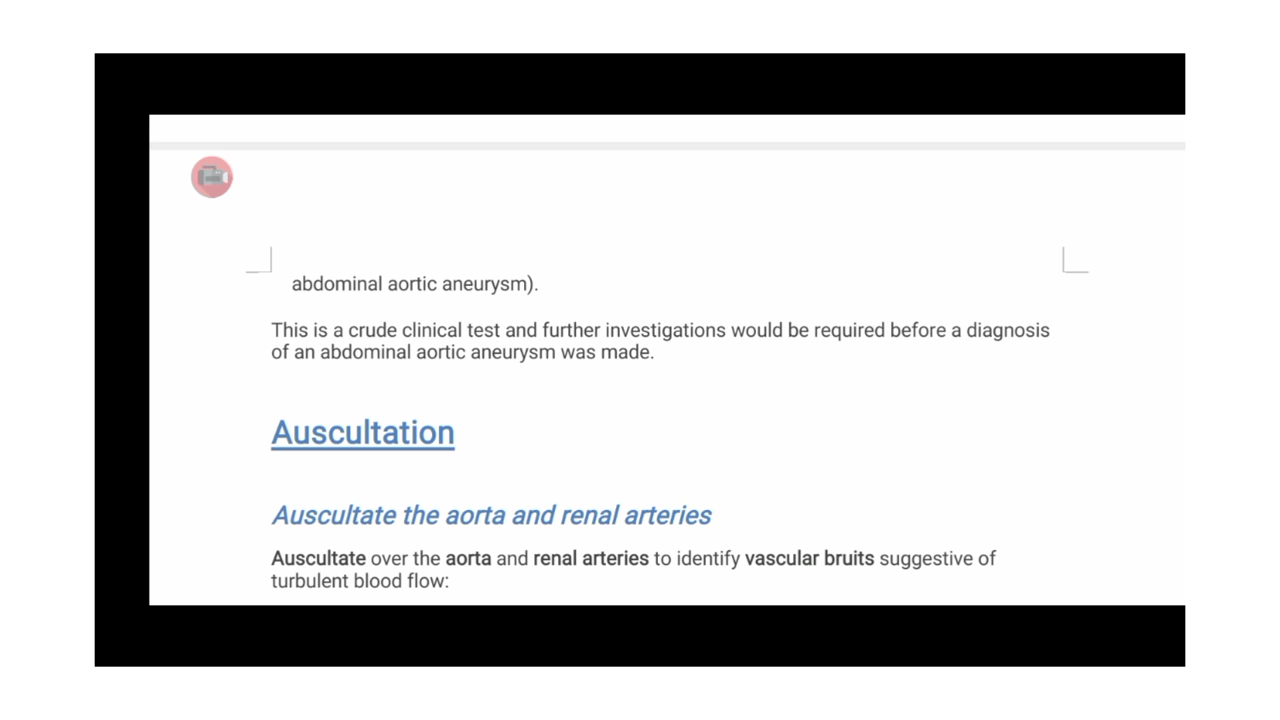 abdominal aortic aneurysm).
This is a crude clinical test and further investigations would be required before a diagnosis
of an abdominal aortic aneurysm was made.
Auscultation
Auscultate the aorta and renal arteries
Auscultate over the aorta and renal arteries to identify vascular bruits suggestive of
turbulent blood flow: